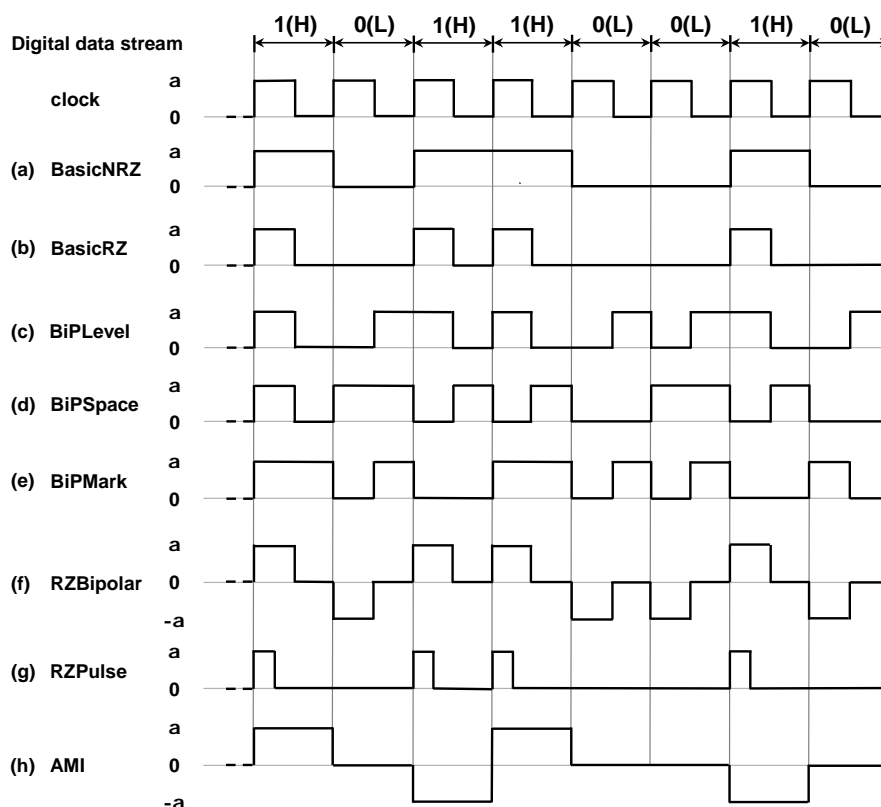 1(H) 0(L) 1(H) 1(H) 0(L) 0(L) 1(H) 0(L)
Digital data stream
a
clock
0
a
(a) BasicNRZ
0
a
(b) BasicRZ
0
a
(c) BiPLevel
0
a
(d) BiPSpace
0
a
(e) BiPMark
0
a
(f) RZBipolar 0
-a
a
(g) RZPulse
0
a
(h) AMI 0
-a